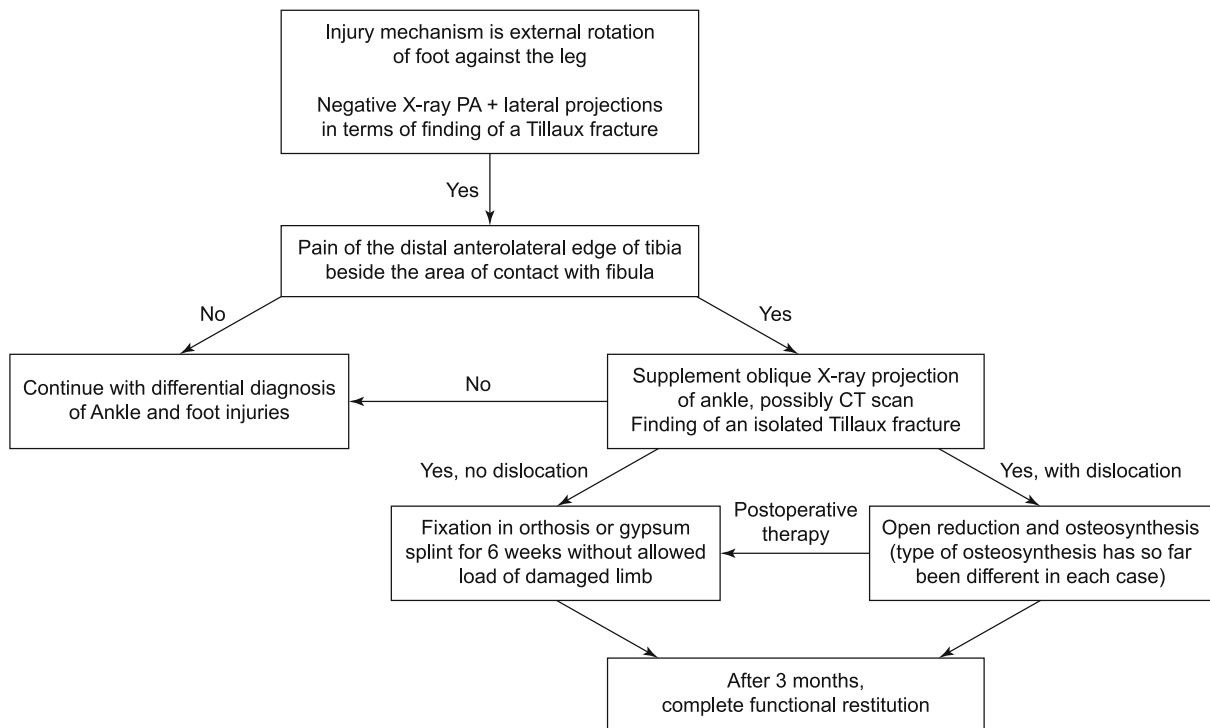 Injury mechanism is external rotation
of foot against the leg
Negative X-ray PA + lateral projections
in terms of finding of a Tillaux fracture
Yes
Pain of the distal anterolateral edge of tibia
beside the area of contact with fibula
No
Yes
Continue with differential diagnosis
of Ankle and foot injuries
No
Supplement oblique X-ray projection
of ankle, possibly CT scan
Finding of an isolated Tillaux fracture
Yes, no dislocation
Yes, with dislocation
Fixation in orthosis or gypsum
splint for 6 weeks without allowed
load of damaged limb
Postoperative
therapy
Open reduction and osteosynthesis
(type of osteosynthesis has so far
been different in each case)
After 3 months,
complete functional restitution